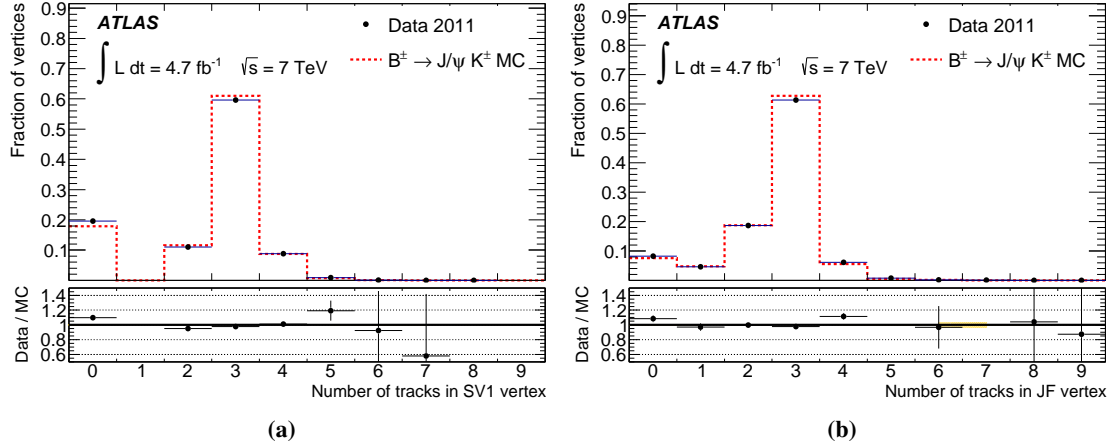 ATLAS
Data 2011
∫ L dt = 4.7 fb⁻¹ √s = 7 TeV
B± → J/ψ K± MC
Fraction of vertices
0.9
0.8
0.7
0.6
0.5
0.4
0.3
0.2
0.1
Data / MC
1.4
1.2
1
0.8
0.6
0 1 2 3 4 5 6 7 8 9
Number of tracks in SV1 vertex
(a)
ATLAS
Data 2011
∫ L dt = 4.7 fb⁻¹ √s = 7 TeV
B± → J/ψ K± MC
Fraction of vertices
0.9
0.8
0.7
0.6
0.5
0.4
0.3
0.2
0.1
Data / MC
1.4
1.2
1
0.8
0.6
0 1 2 3 4 5 6 7 8 9
Number of tracks in JF vertex
(b)